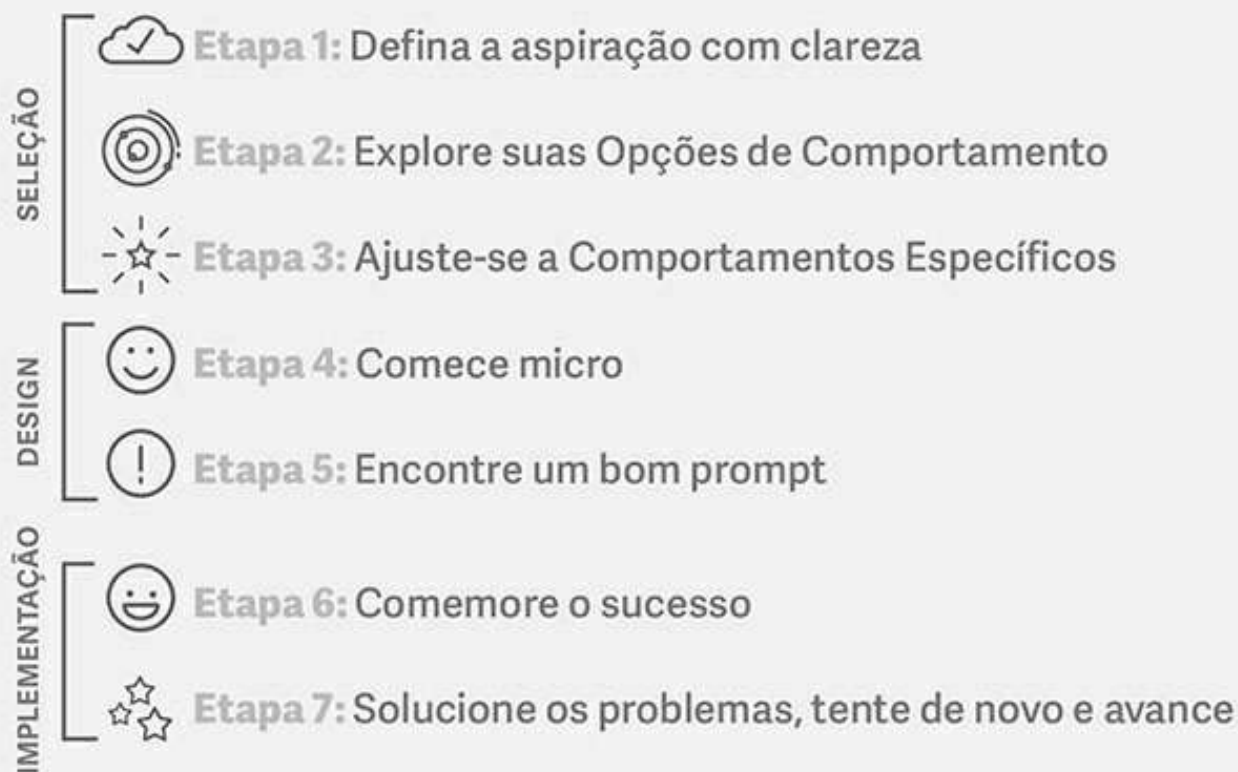 SELEÇÃO
Etapa 1: Defina a aspiração com clareza
Etapa 2: Explore suas Opções de Comportamento
Etapa 3: Ajuste-se a Comportamentos Específicos
DESIGN
Etapa 4: Comece micro
Etapa 5: Encontre um bom prompt
IMPLEMENTAÇÃO
Etapa 6: Comemore o sucesso
Etapa 7: Solucione os problemas, tente de novo e avance